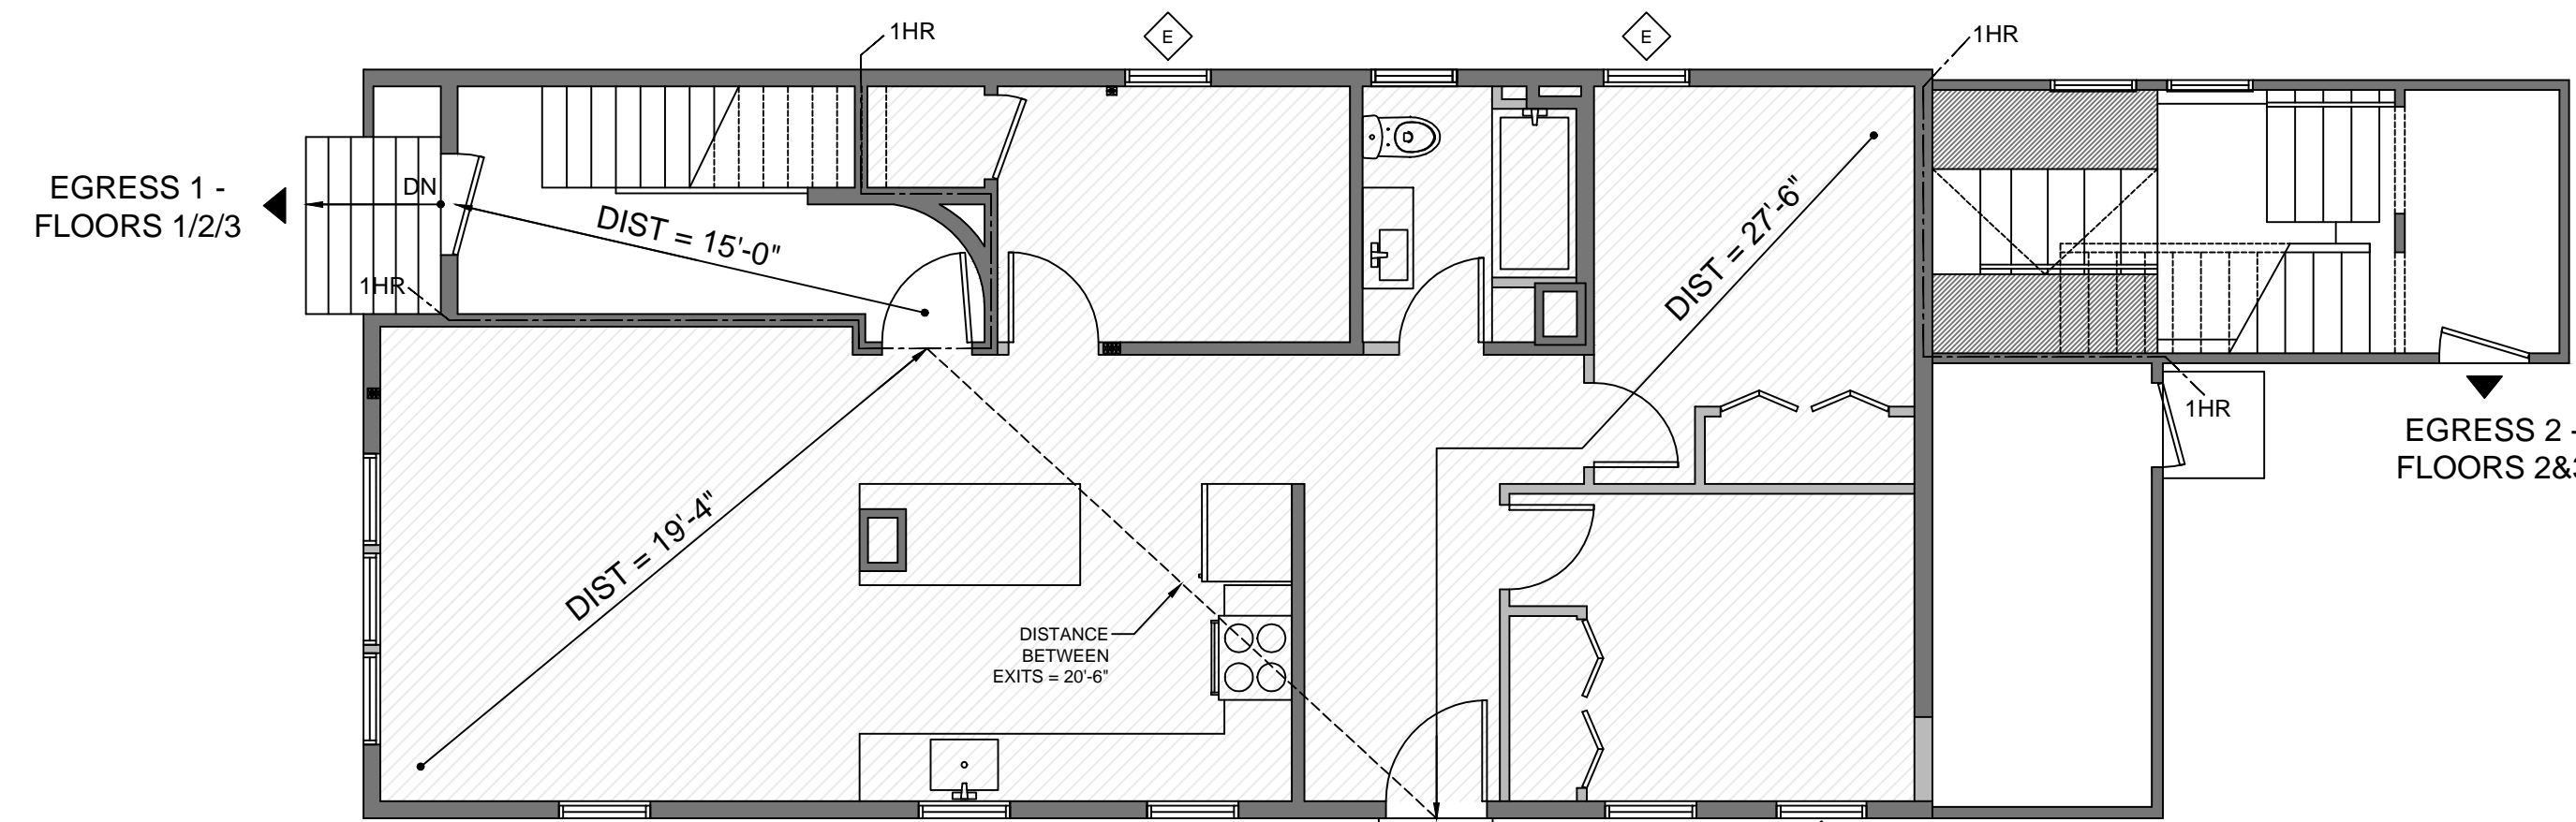 1HR
E
E
1HR
EGRESS 1 -
FLOORS 1/2/3
DN
DIST = 15'-0"
DIST = 27'-6"
1HR
1HR
EGRESS 2 -
FLOORS 2&3
DIST = 19'-4"
DISTANCE
BETWEEN
EXITS = 20'-6"